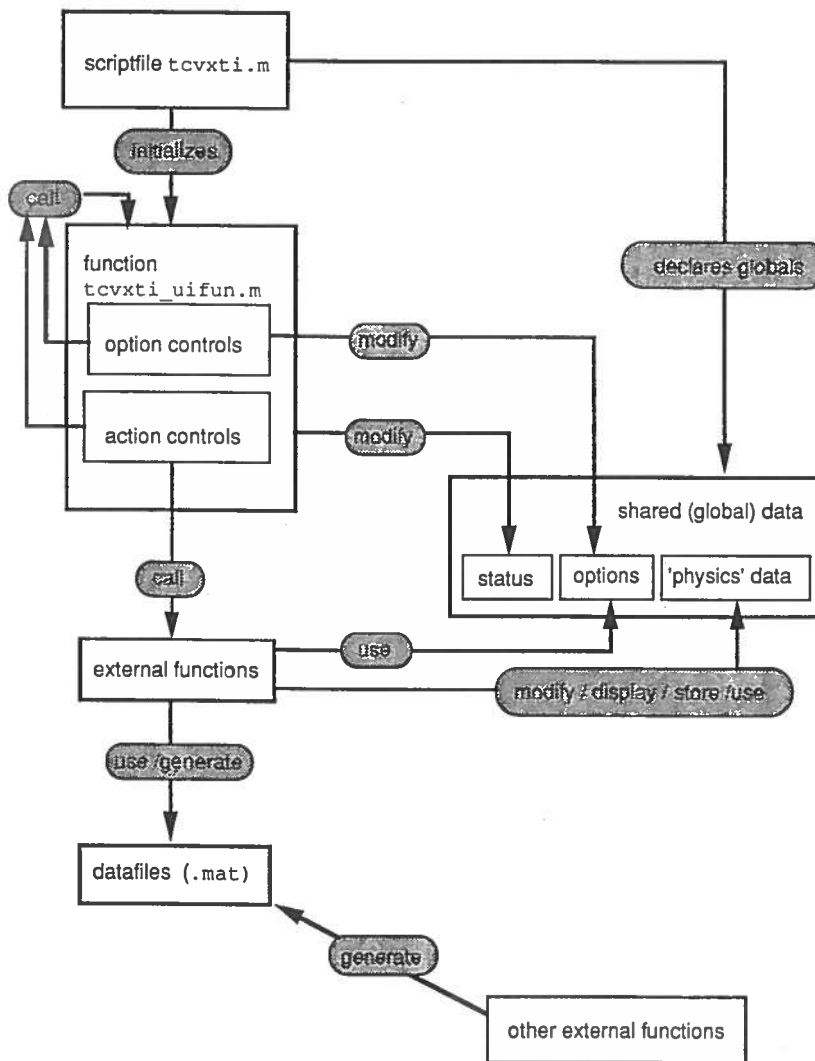 scriptfile tcvxti.m
initializes
call
declares globals
function
tcvxti_uifun.m
option controls
modify
action controls
modify
shared (global) data
status
options
'physics' data
call
external functions
use
modify / display / store /use
use /generate
datafiles (.mat)
generate
other external functions